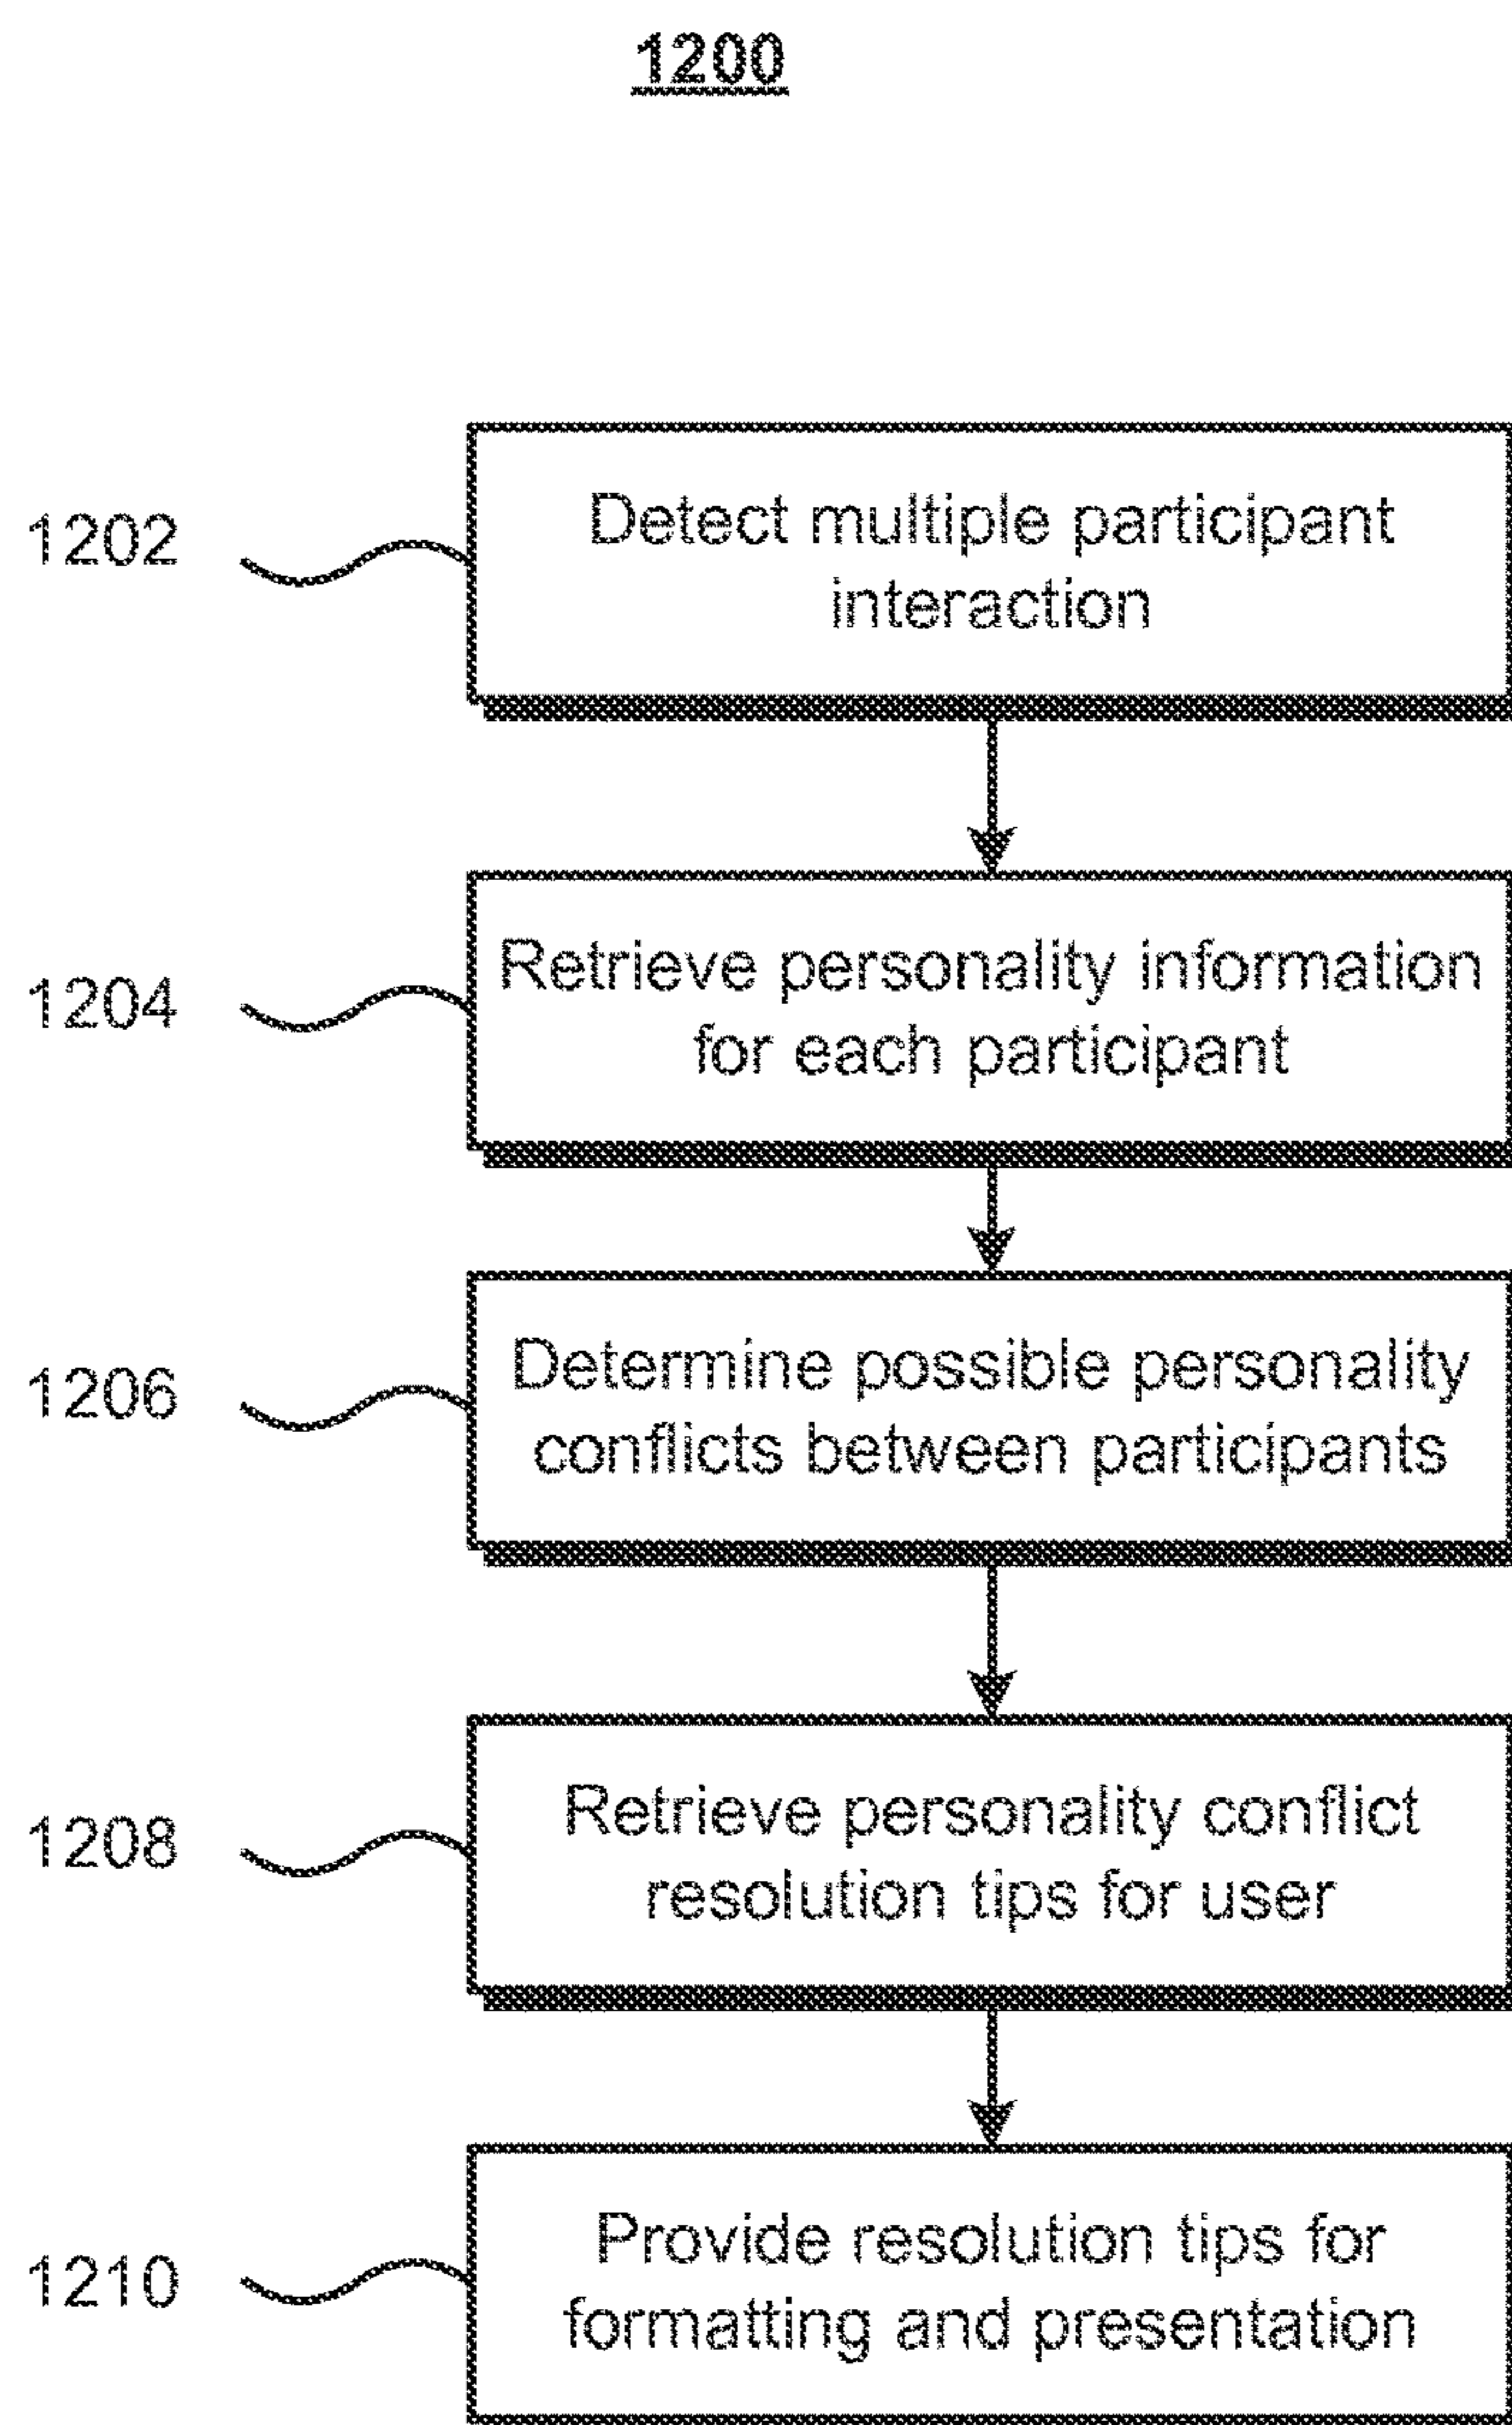 1200
1202
Detect multiple participant
interaction
1204
Retrieve personality information
for each participant
1206
Determine possible personality
conflicts between participants
1208
Retrieve personality conflict
resolution tips for user
1210
Provide resolution tips for
formatting and presentation